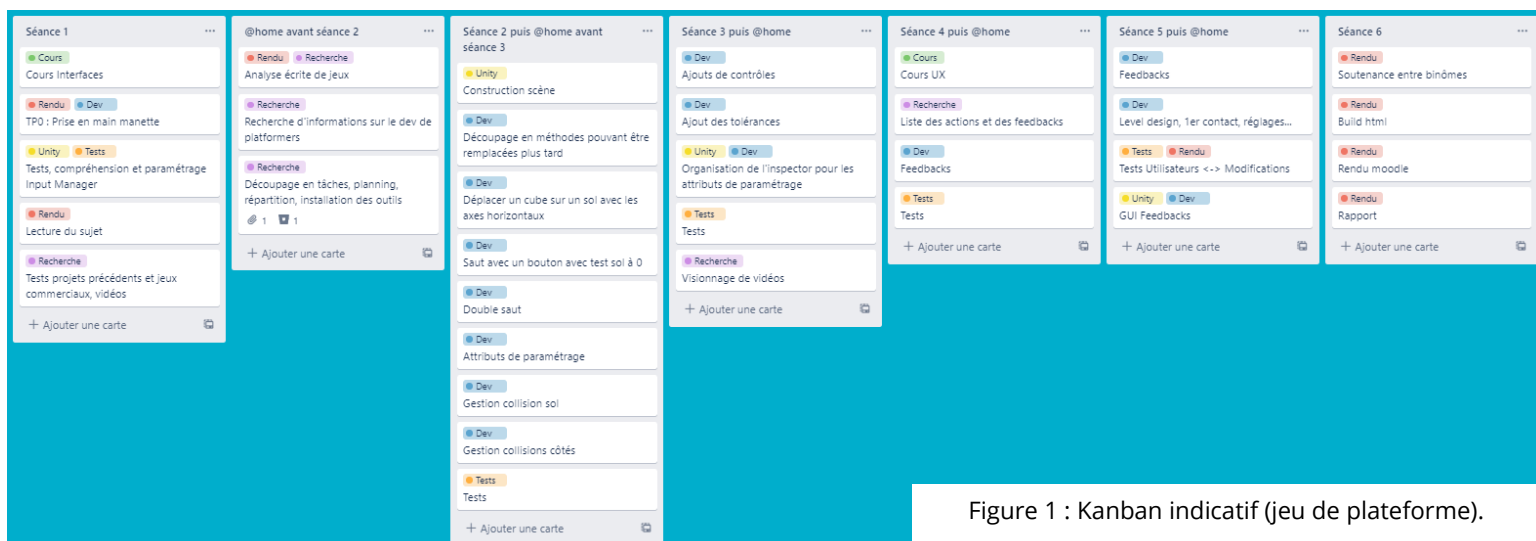 Séance 1
Cours
Cours Interfaces
Rendu Dev
TP0 : Prise en main manette
Unity Tests
Tests, compréhension et paramétrage
Input Manager
Rendu
Lecture du sujet
Recherche
Tests projets précédents et jeux
commerciaux, vidéos
+ Ajouter une carte
@home avant séance 2
Rendu Recherche
Analyse écrite de jeux
Recherche
Recherche d'informations sur le dev de
platformers
Recherche
Découpage en tâches, planning,
répartition, installation des outils
1 1
+ Ajouter une carte
Séance 2 puis @home avant
séance 3
Unity
Construction scène
Dev
Découpage en méthodes pouvant être
remplacées plus tard
Dev
Déplacer un cube sur un sol avec les
axes horizontaux
Dev
Saut avec un bouton avec test sol à 0
Dev
Double saut
Dev
Attributs de paramétrage
Dev
Gestion collision sol
Dev
Gestion collisions côtés
Tests
Tests
+ Ajouter une carte
Séance 3 puis @home
Dev
Ajouts de contrôles
Dev
Ajout des tolérances
Unity Dev
Organisation de l'inspector pour les
attributs de paramétrage
Tests
Tests
Recherche
Visionnage de vidéos
+ Ajouter une carte
Séance 4 puis @home
Cours
Cours UX
Recherche
Liste des actions et des feedbacks
Dev
Feedbacks
Tests
Tests
+ Ajouter une carte
Séance 5 puis @home
Dev
Feedbacks
Dev
Level design, 1er contact, réglages...
Tests Rendu
Tests Utilisateurs <-> Modifications
Unity Dev
GUI Feedbacks
+ Ajouter une carte
Séance 6
Rendu
Soutenance entre binômes
Rendu
Build html
Rendu
Rendu moodle
Rendu
Rapport
+ Ajouter une carte
Figure 1 : Kanban indicatif (jeu de plateforme).